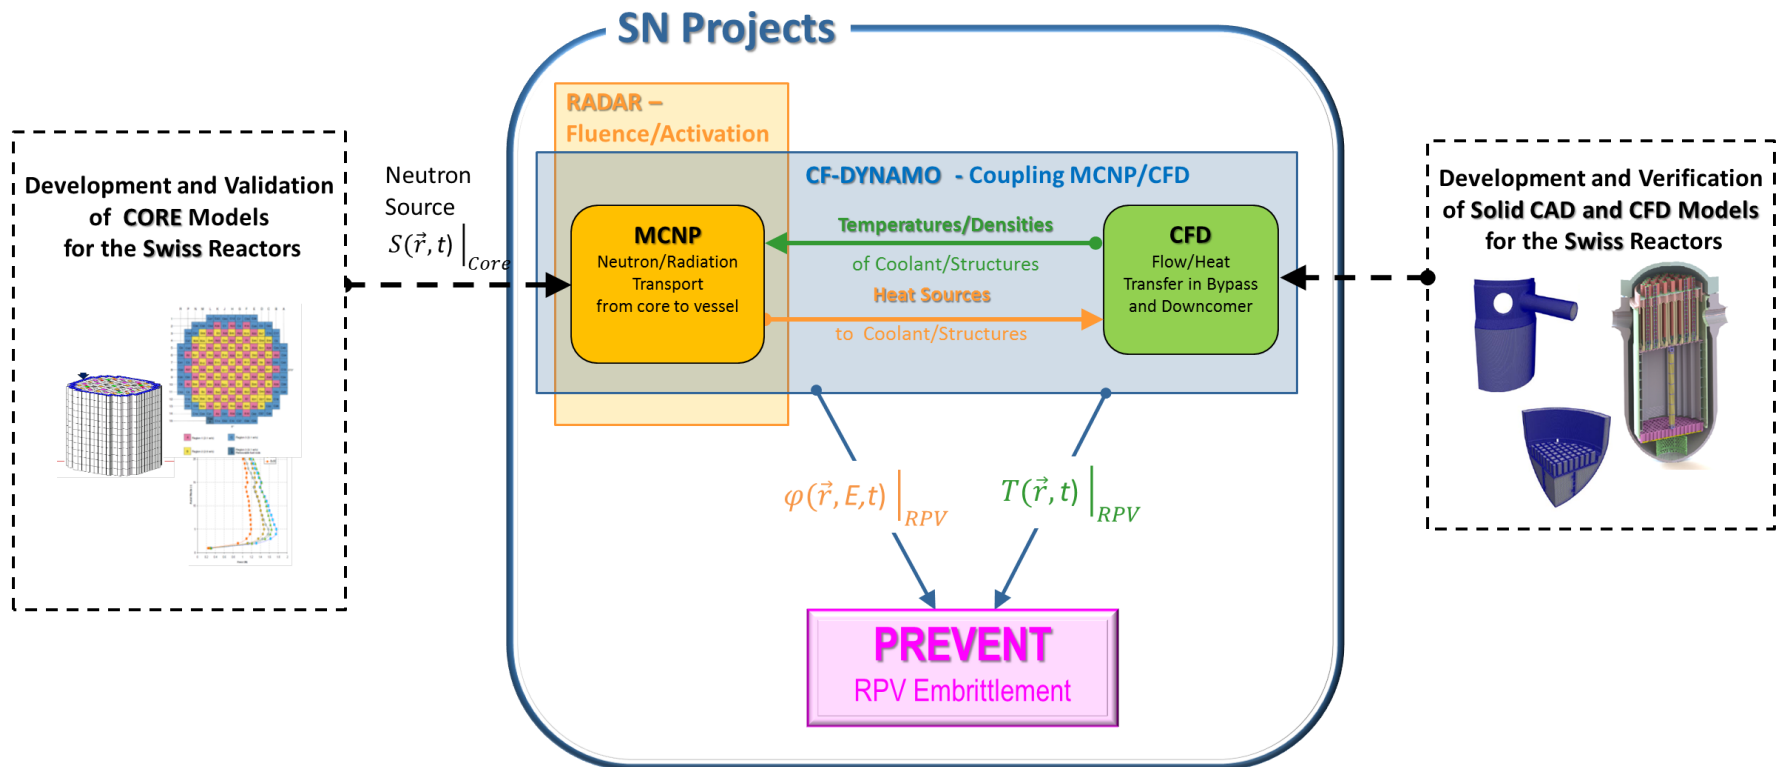 SN Projects
RADAR –
Fluence/Activation
CF-DYNAMO - Coupling MCNP/CFD
Development and Validation
of CORE Models
for the Swiss Reactors
Neutron
Source
S(r⃗, t) |Core
MCNP
Neutron/Radiation
Transport
from core to vessel
Temperatures/Densities
of Coolant/Structures
Heat Sources
to Coolant/Structures
CFD
Flow/Heat
Transfer in Bypass
and Downcomer
Development and Verification
of Solid CAD and CFD Models
for the Swiss Reactors
φ(r⃗, E,t) |RPV
T(r⃗, t) |RPV
PREVENT
RPV Embrittlement